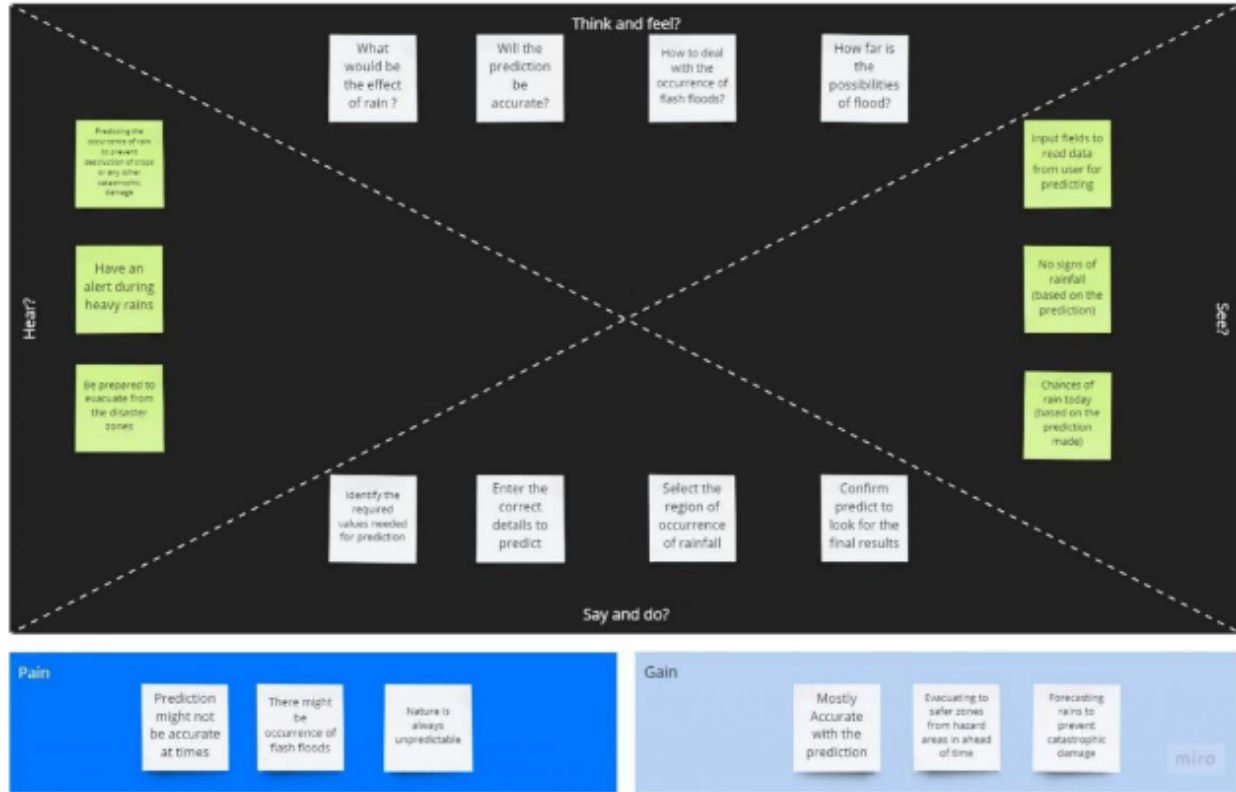 Think and feel?
What
would be
the effect
of rain ?
Will the
prediction
be
accurate?
How to deal
with the
occurrence of
flash floods?
How far is
the
possibilities
of flood?
Hear?
Predicting the
occurrence of rain
to prevent
destruction of crops
or any other
catastrophic
damage
Have an
alert during
heavy rains
Be prepared to
evacuate from
the disaster
zones
See?
Input fields to
read data
from user for
predicting
No signs of
rainfall
(based on the
prediction)
Chances of
rain today
(based on the
prediction
made)
Identify the
required
values needed
for prediction
Enter the
correct
details to
predict
Select the
region of
occurrence
of rainfall
Confirm
predict to
look for the
final results
Say and do?
Pain
Prediction
might not
be accurate
at times
There might
be
occurrence of
flash floods
Nature is
always
unpredictable
Gain
Mostly
Accurate
with the
prediction
Evacuating to
safer zones
from hazard
areas in ahead
of time
Forecasting
rains to
prevent
catastrophic
damage
miro